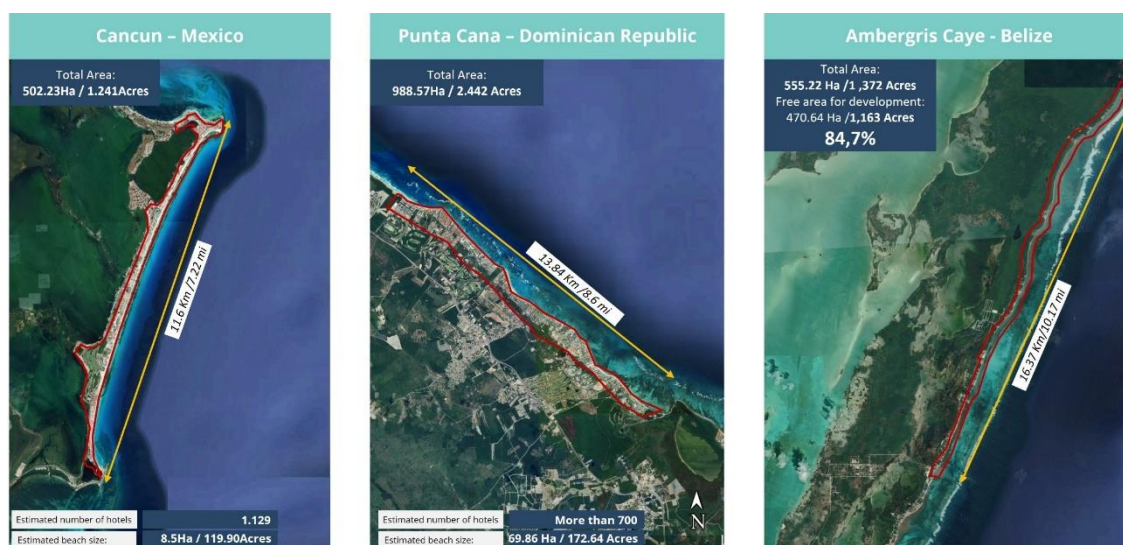 Cancun – Mexico
Total Area:
502.23Ha / 1.241Acres
11.6 Km /7.22 mi
Estimated number of hotels
1.129
Estimated beach size:
8.5Ha / 119.90Acres
Punta Cana – Dominican Republic
Total Area:
988.57Ha / 2.442 Acres
13.84 Km /8.6 mi
N
Estimated number of hotels
More than 700
Estimated beach size:
69.86 Ha / 172.64 Acres
Ambergris Caye - Belize
Total Area:
555.22 Ha /1 ,372 Acres
Free area for development:
470.64 Ha /1,163 Acres
84,7%
16.37 Km/10.17 mi